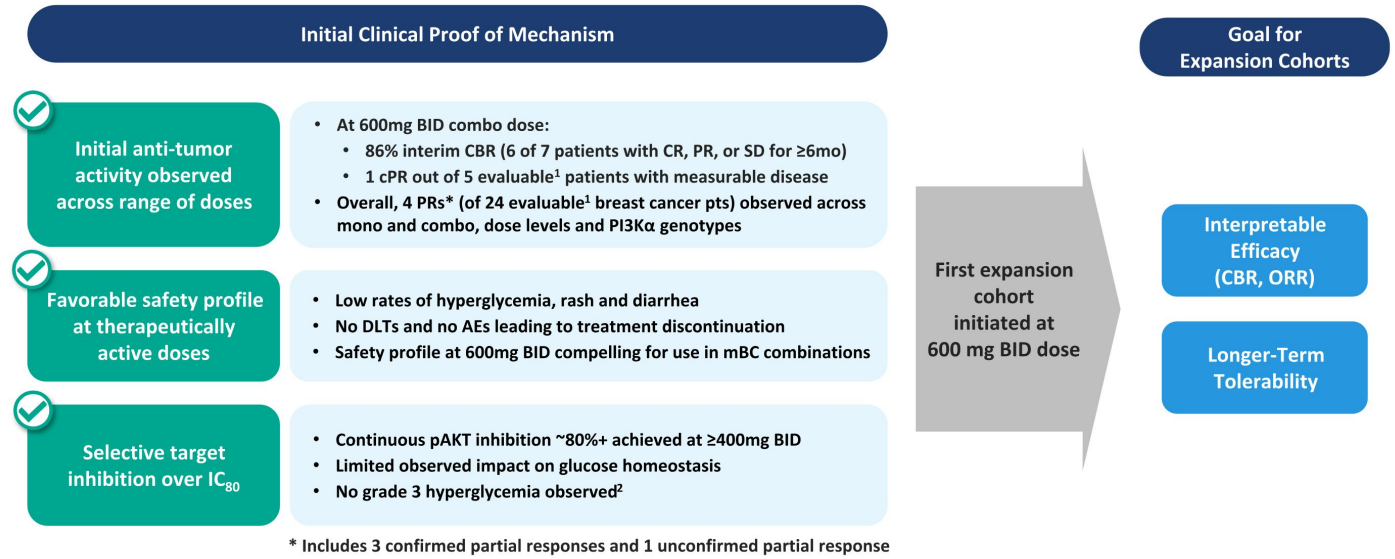 Initial Clinical Proof of Mechanism
Goal for
Expansion Cohorts
Initial anti-tumor
activity observed
across range of doses
• At 600mg BID combo dose:
• 86% interim CBR (6 of 7 patients with CR, PR, or SD for ≥6mo)
• 1 cPR out of 5 evaluable¹ patients with measurable disease
• Overall, 4 PRs* (of 24 evaluable¹ breast cancer pts) observed across
mono and combo, dose levels and PI3Kα genotypes
Favorable safety profile
at therapeutically
active doses
• Low rates of hyperglycemia, rash and diarrhea
• No DLTs and no AEs leading to treatment discontinuation
• Safety profile at 600mg BID compelling for use in mBC combinations
Selective target
inhibition over IC₈₀
• Continuous pAKT inhibition ~80%+ achieved at ≥400mg BID
• Limited observed impact on glucose homeostasis
• No grade 3 hyperglycemia observed²
* Includes 3 confirmed partial responses and 1 unconfirmed partial response
First expansion
cohort
initiated at
600 mg BID dose
Interpretable
Efficacy
(CBR, ORR)
Longer-Term
Tolerability